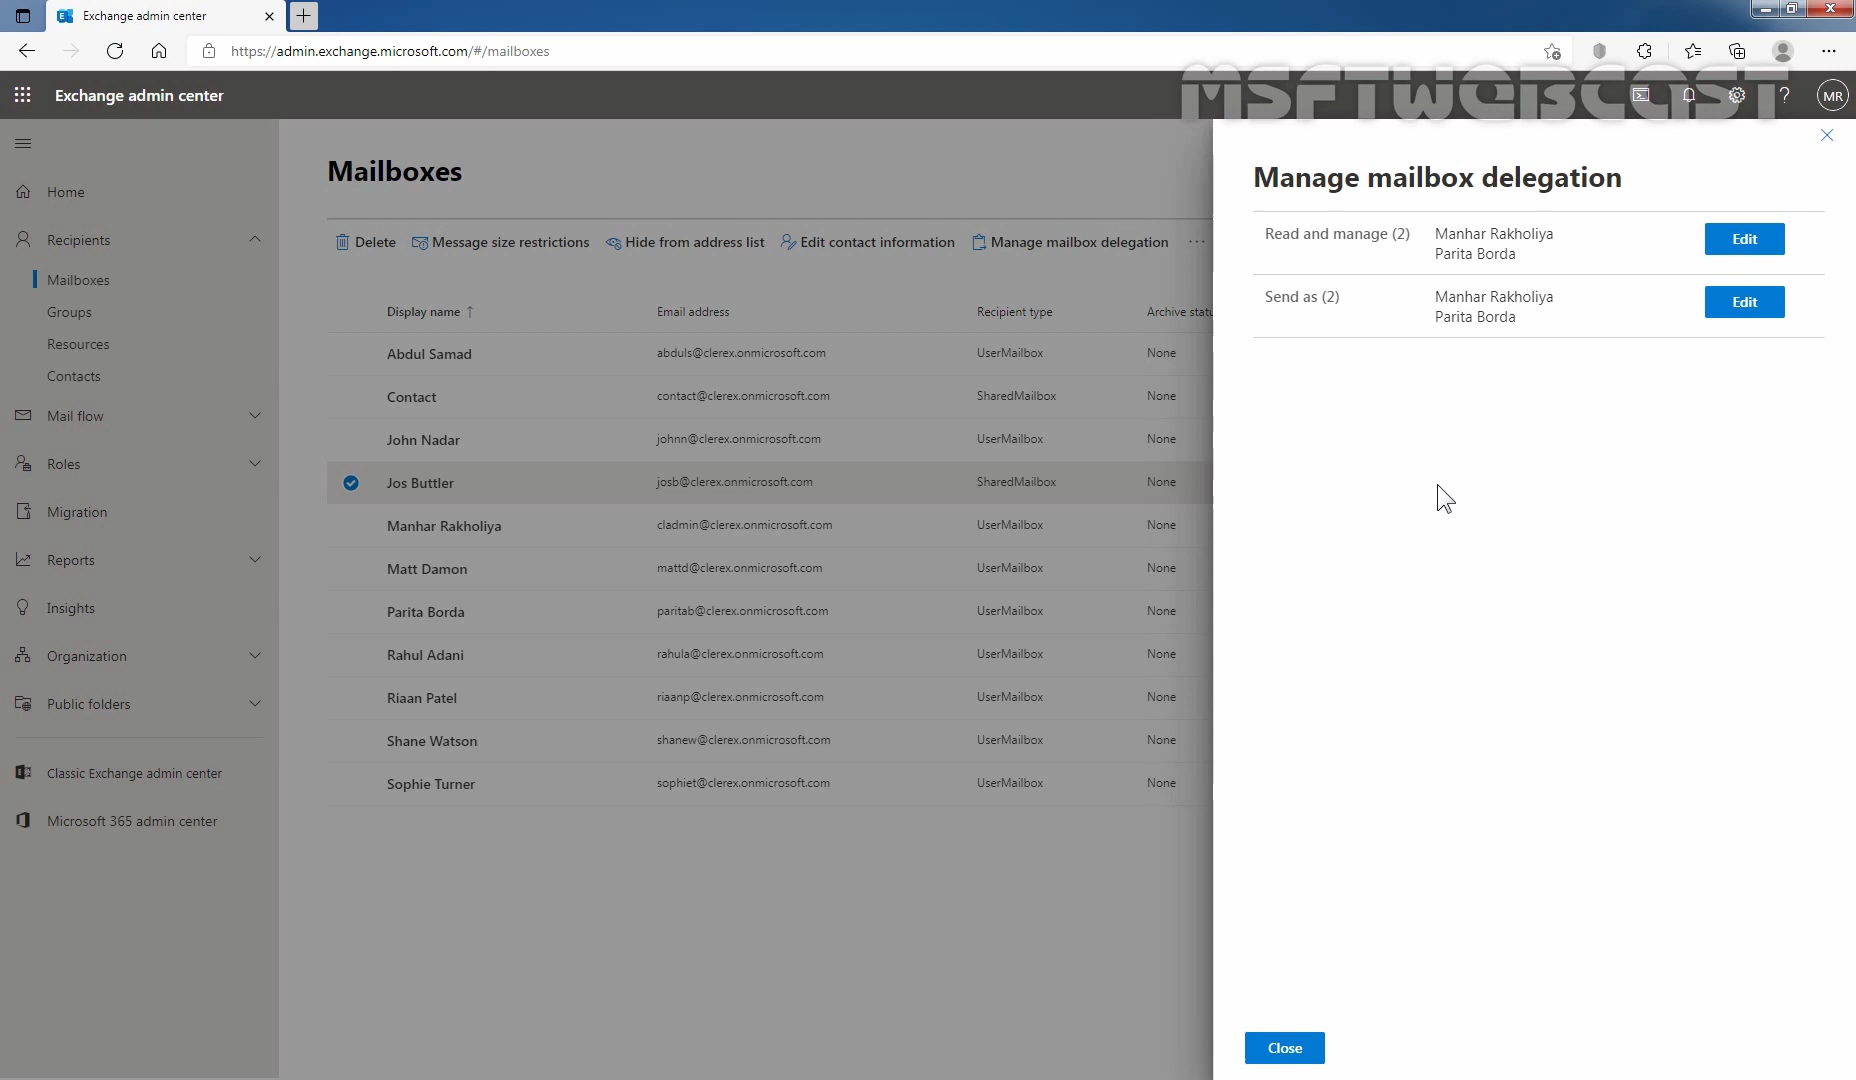 Exchange admin center
https://admin.exchange.microsoft.com/#/mailboxes
MSFTWEBCAST
Exchange admin center
MR
Home
Recipients
Mailboxes
Groups
Resources
Contacts
Mail flow
Roles
Migration
Reports
Insights
Organization
Public folders
Classic Exchange admin center
Microsoft 365 admin center
Mailboxes
Delete Message size restrictions Hide from address list Edit contact information Manage mailbox delegation ...
Display name ↑ Email address Recipient type Archive statu
Abdul Samad abduls@clerex.onmicrosoft.com UserMailbox None
Contact contact@clerex.onmicrosoft.com SharedMailbox None
John Nadar johnn@clerex.onmicrosoft.com UserMailbox None
Jos Buttler josb@clerex.onmicrosoft.com SharedMailbox None
Manhar Rakholiya cladmin@clerex.onmicrosoft.com UserMailbox None
Matt Damon mattd@clerex.onmicrosoft.com UserMailbox None
Parita Borda paritab@clerex.onmicrosoft.com UserMailbox None
Rahul Adani rahula@clerex.onmicrosoft.com UserMailbox None
Riaan Patel riaanp@clerex.onmicrosoft.com UserMailbox None
Shane Watson shanew@clerex.onmicrosoft.com UserMailbox None
Sophie Turner sophiet@clerex.onmicrosoft.com UserMailbox None
Manage mailbox delegation
Read and manage (2) Manhar Rakholiya Edit
Parita Borda
Send as (2) Manhar Rakholiya Edit
Parita Borda
Close